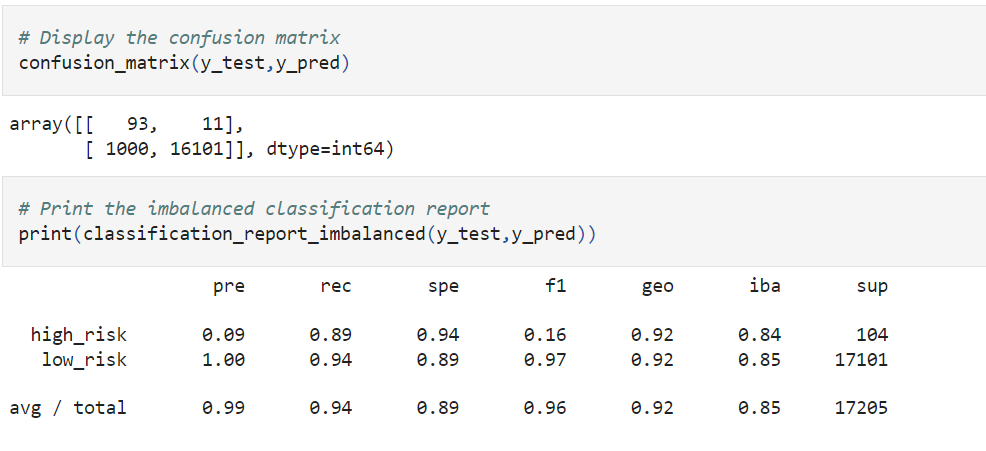 # Display the confusion matrix
confusion_matrix(y_test,y_pred)
array([[   93,    11],
       [ 1000, 16101]], dtype=int64)
# Print the imbalanced classification report
print(classification_report_imbalanced(y_test,y_pred))
                   pre       rec       spe        f1       geo       iba       sup
  high_risk       0.09      0.89      0.94      0.16      0.92      0.84       104
   low_risk       1.00      0.94      0.89      0.97      0.92      0.85     17101
avg / total       0.99      0.94      0.89      0.96      0.92      0.85     17205